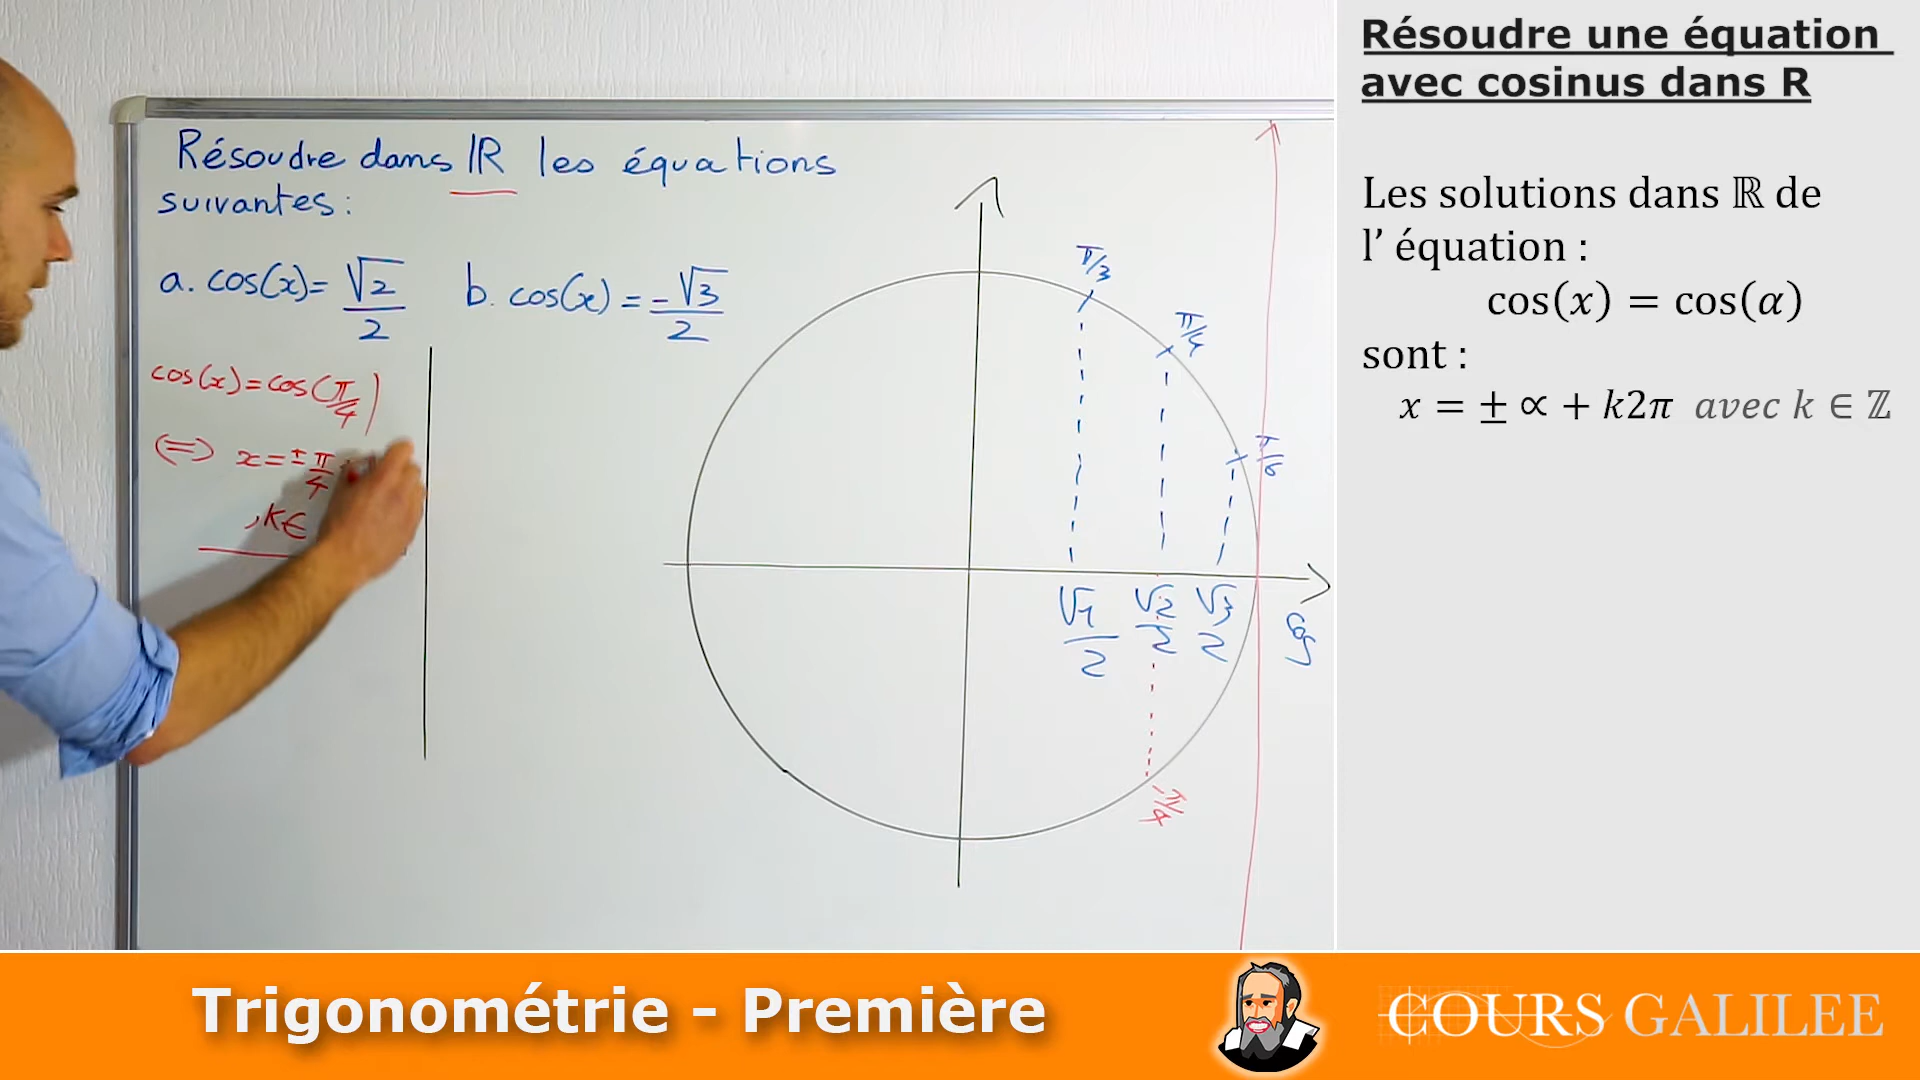 Résoudre dans ℝ les équations
suivantes :
a. cos(x) = √2/2 b. cos(x) = -√3/2
cos(x) = cos(π/4)
⟺ x = ± π/4
, k ∈
π/3
π/4
π/6
√1/2 √2/2 √3/2
cos
-π/4
Résoudre une équation
avec cosinus dans R
Les solutions dans ℝ de
l’ équation :
cos(x) = cos(α)
sont :
x = ± ∝ + k2π avec k ∈ ℤ
Trigonométrie - Première
COURS GALILEE